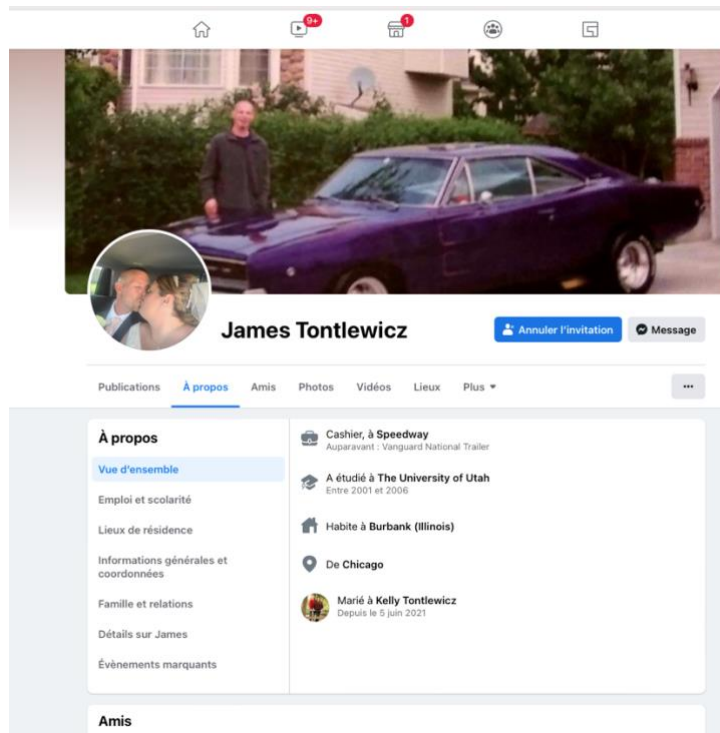 9+
1
James Tontlewicz
Annuler l'invitation
Message
Publications
À propos
Amis
Photos
Vidéos
Lieux
Plus
À propos
Vue d'ensemble
Emploi et scolarité
Lieux de résidence
Informations générales et
coordonnées
Famille et relations
Détails sur James
Évènements marquants
Cashier, à Speedway
Auparavant : Vanguard National Trailer
A étudié à The University of Utah
Entre 2001 et 2006
Habite à Burbank (Illinois)
De Chicago
Marié à Kelly Tontlewicz
Depuis le 5 juin 2021
Amis